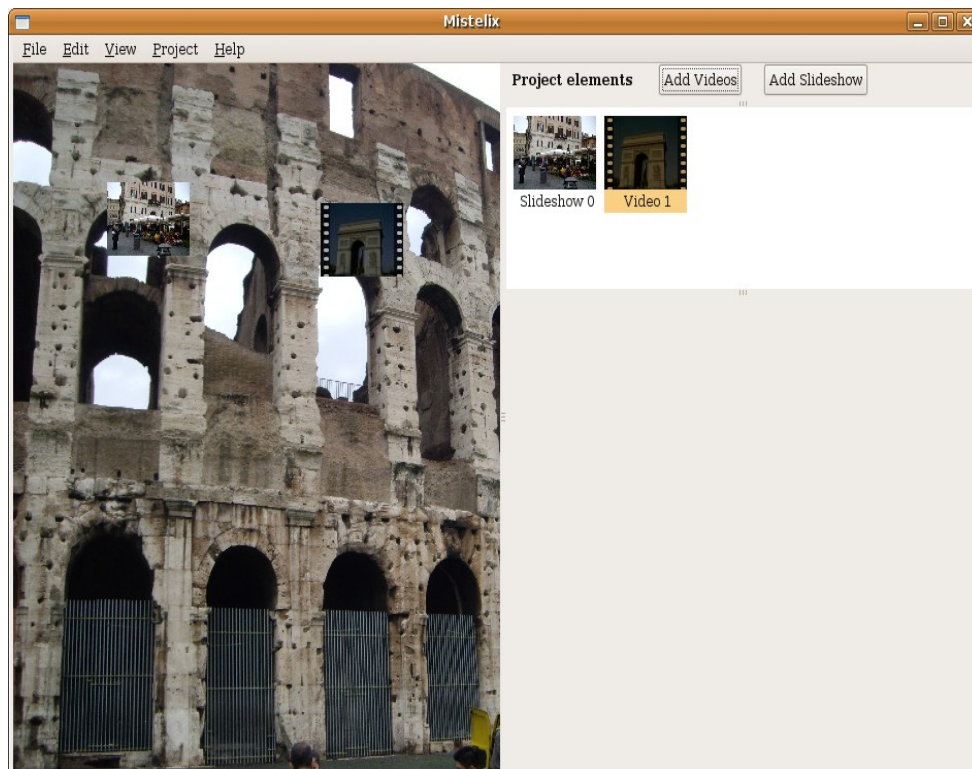 Mistelix
File Edit View Project Help
Project elements Add Videos Add Slideshow
Slideshow 0 Video 1